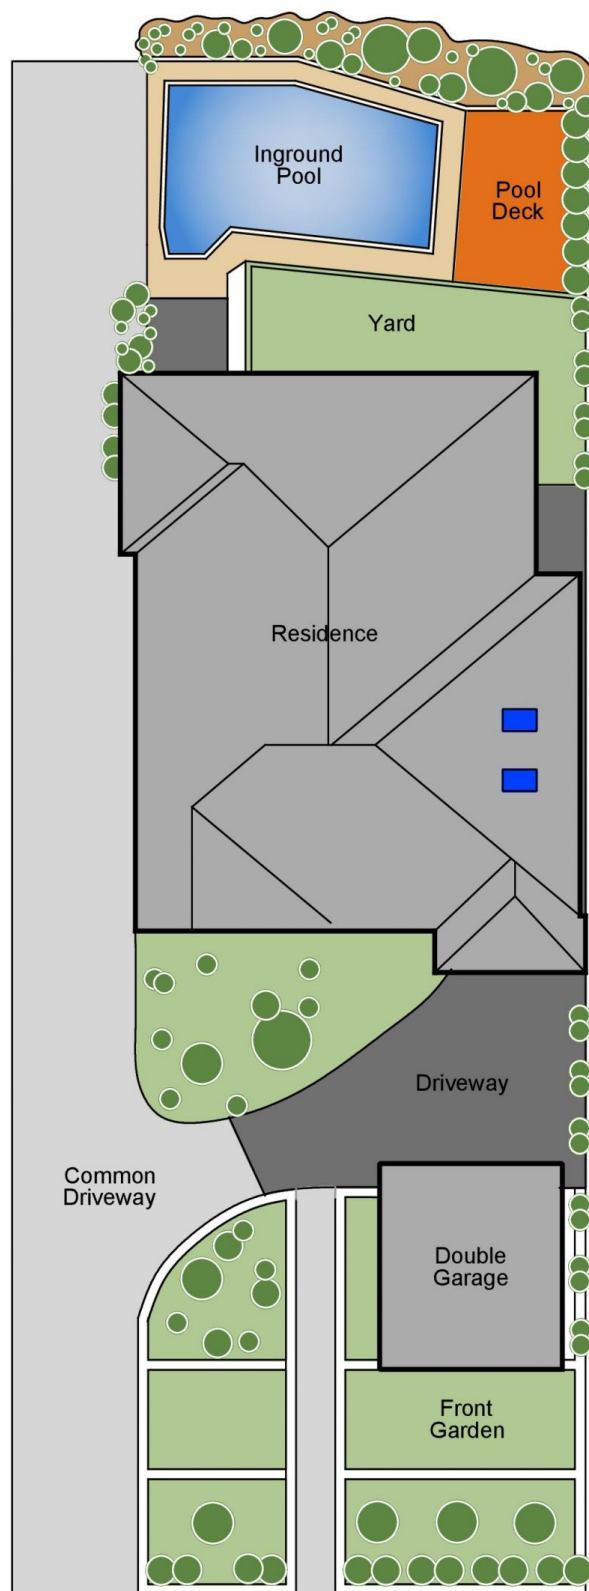 Inground
Pool
Pool
Deck
Yard
Residence
Driveway
Common
Driveway
Double
Garage
Front
Garden